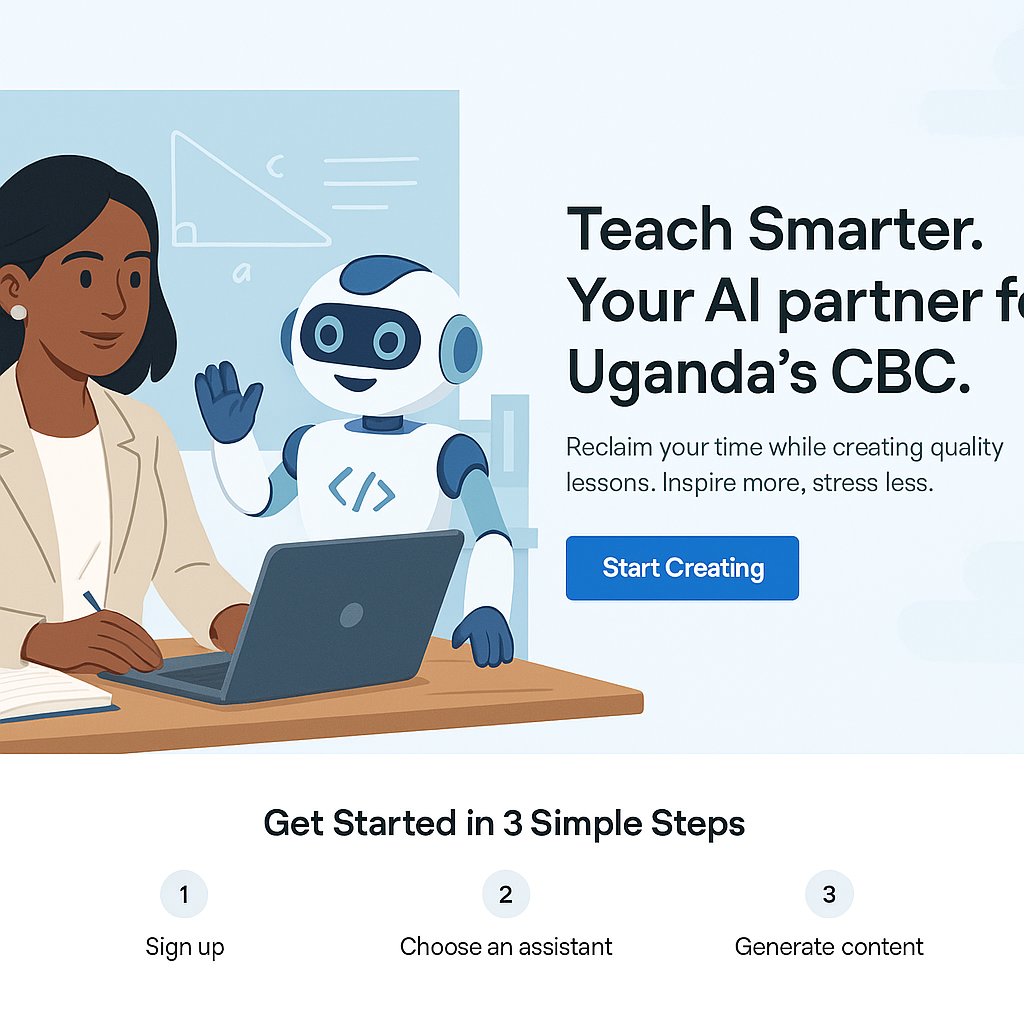 c
a
</>
Teach Smarter.
Your AI partner fo
Uganda's CBC.
Reclaim your time while creating quality
lessons. Inspire more, stress less.
Start Creating
Get Started in 3 Simple Steps
1 2 3
Sign up Choose an assistant Generate content